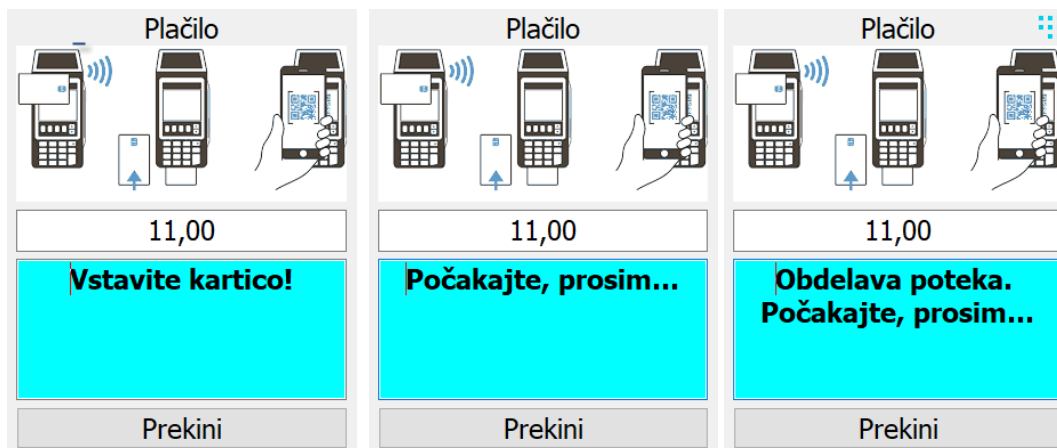 Plačilo
11,00
Vstavite kartico!
Prekini
Plačilo
11,00
Počakajte, prosim...
Prekini
Plačilo
11,00
Obdelava poteka.
Počakajte, prosim...
Prekini